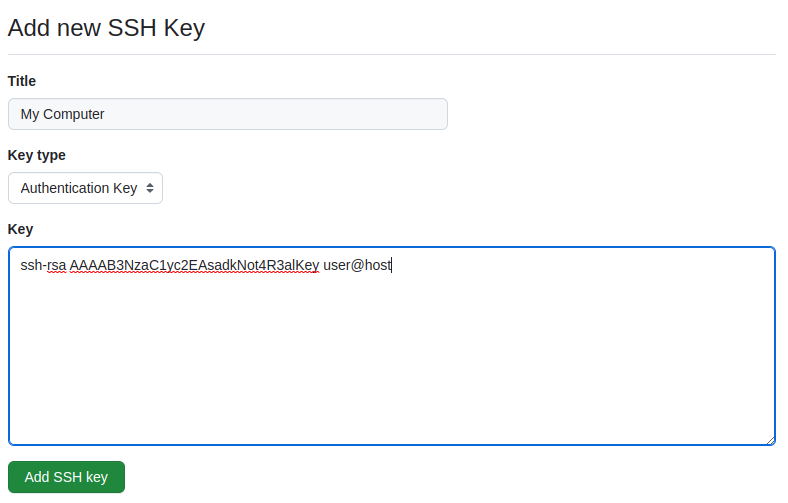 Add new SSH Key
Title
My Computer
Key type
Authentication Key
Key
ssh-rsa AAAAB3NzaC1yc2EAsadkNot4R3alKey user@host
Add SSH key